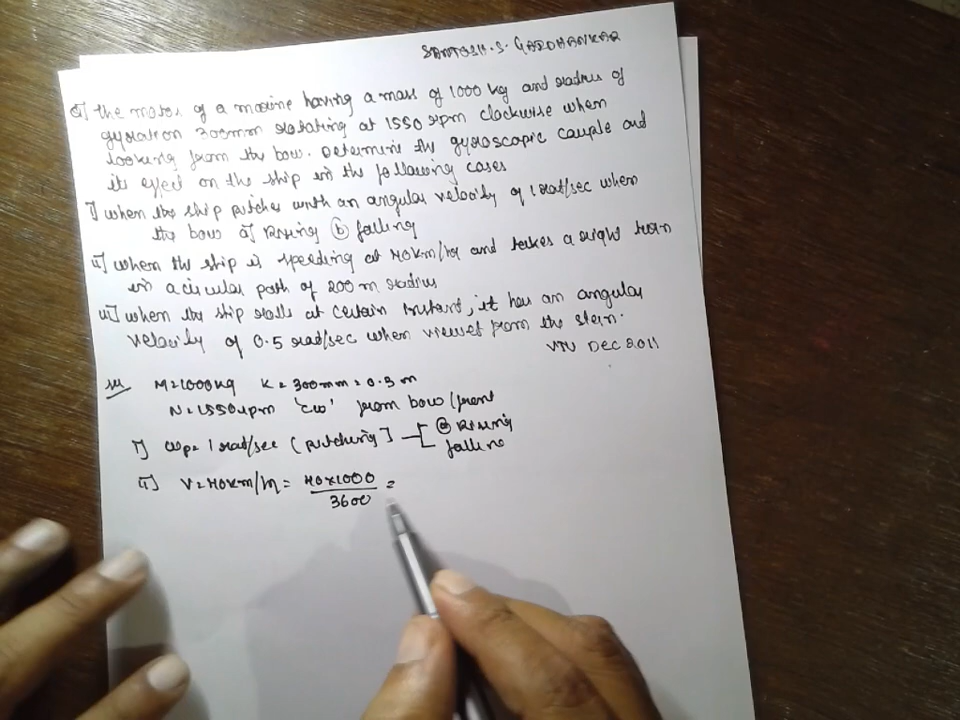 SANTOSH.S. GARDHANKAR
Q] The motor of a marine having a mass of 1000 kg and radius of
gyration 300mm rotating at 1550 rpm clockwise when
looking from the bow. Determine the gyroscopic couple and
its effect on the ship in the following cases
i] when the ship pitches with an angular velocity of 1 rad/sec when
the bow a] Rising (b) falling
ii] when the ship is speeding at 40km/hr and takes a right turn
in a circular path of 200 m radius
iii] when the ship rolls at certain instant, it has an angular
velocity of 0.5 rad/sec when viewed from the stern.
VTU Dec 2011
M=1000kg K = 300mm = 0.3 m
N=1550rpm 'CW' from bow/front
i] ωp= 1 rad/sec (pitching] (a) Rising
falling
ii] V=40km/hr = 40x1000 =
3600